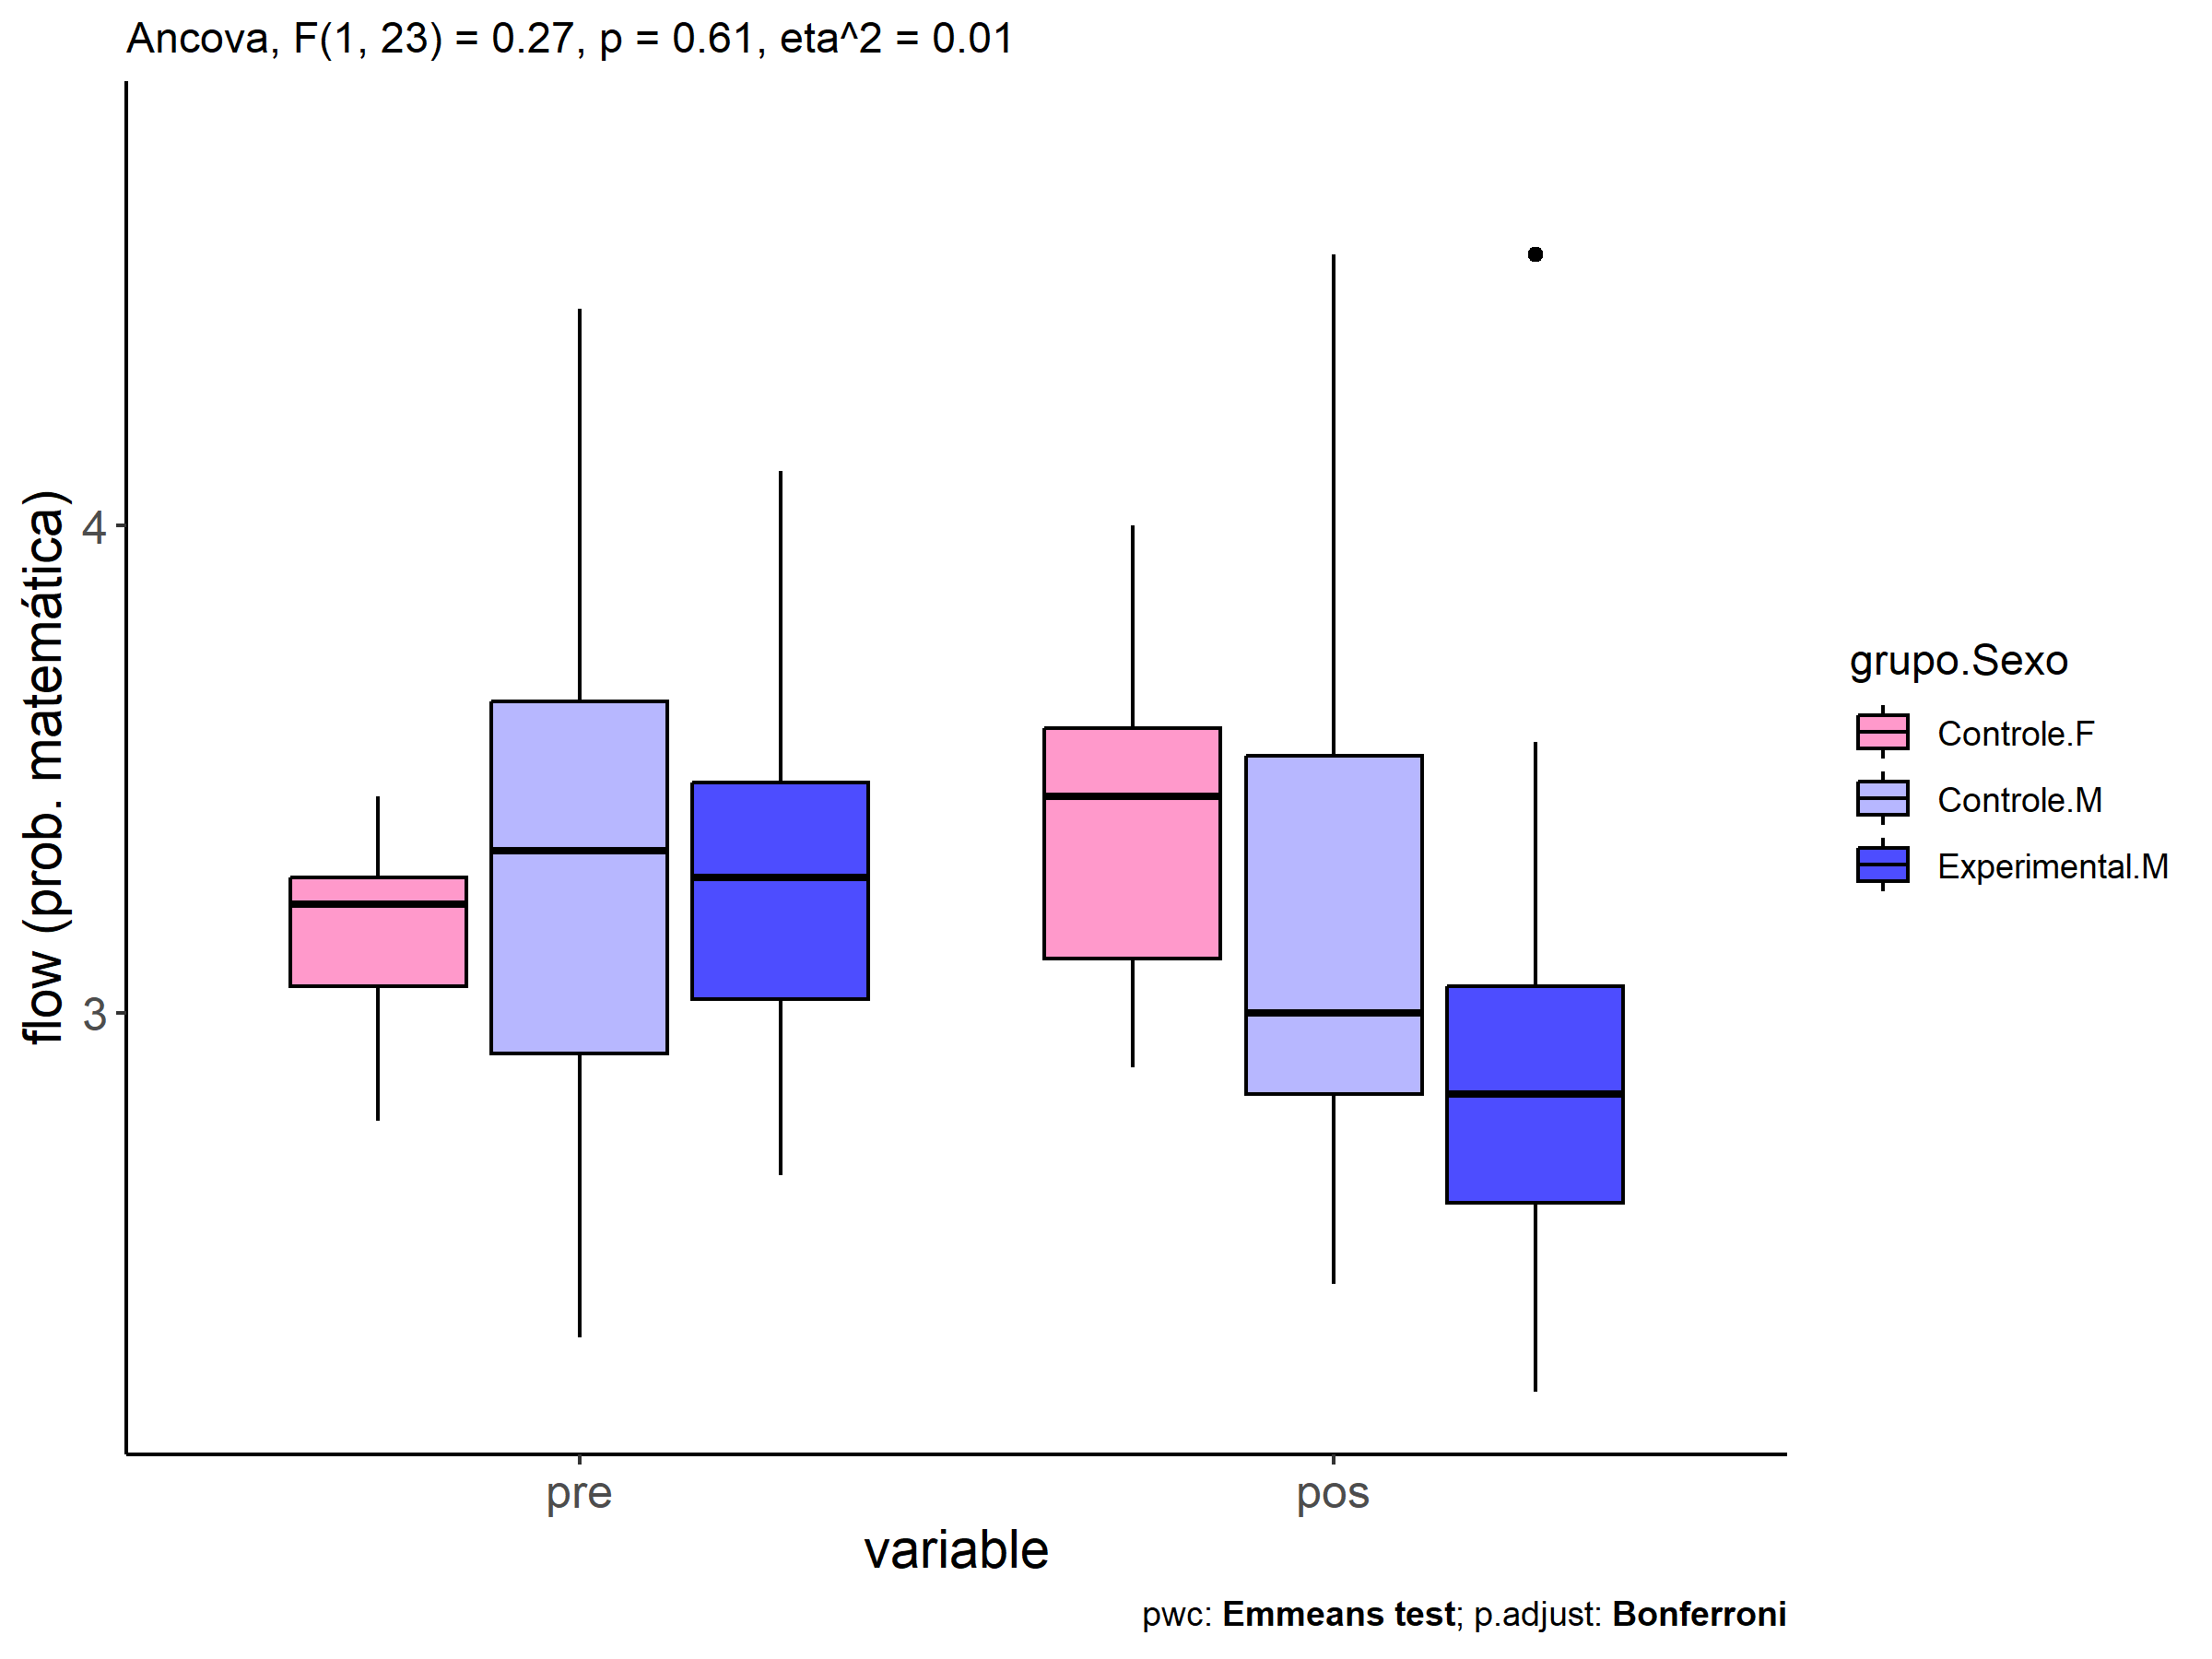 Ancova, F(1, 23) = 0.27, p = 0.61, eta^2 = 0.01
flow (prob. matemática)
4
3
pre
pos
variable
grupo.Sexo
Controle.F
Controle.M
Experimental.M
pwc: Emmeans test; p.adjust: Bonferroni